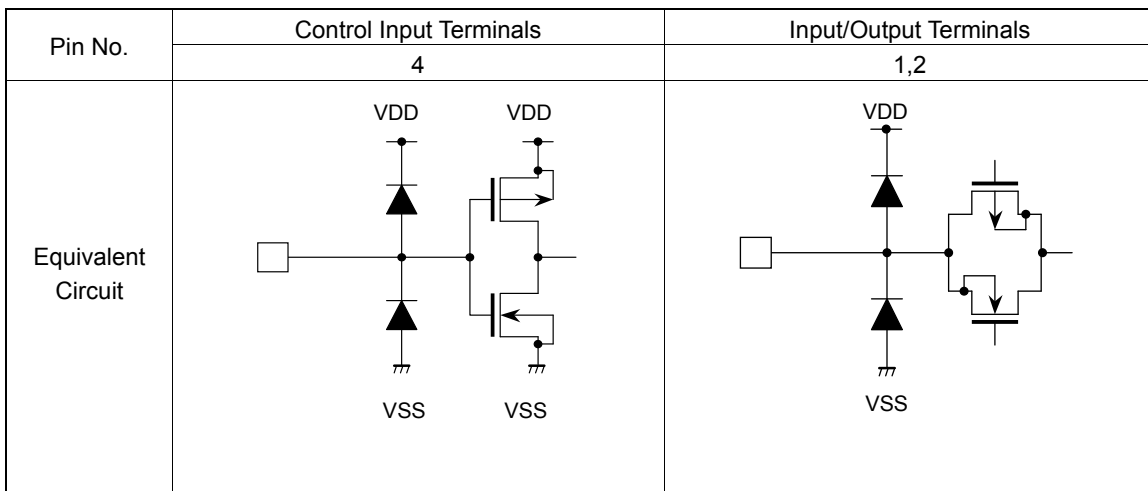 Pin No.
Control Input Terminals
Input/Output Terminals
4
1,2
Equivalent
Circuit
VDD
VDD
VSS
VSS
VDD
VSS